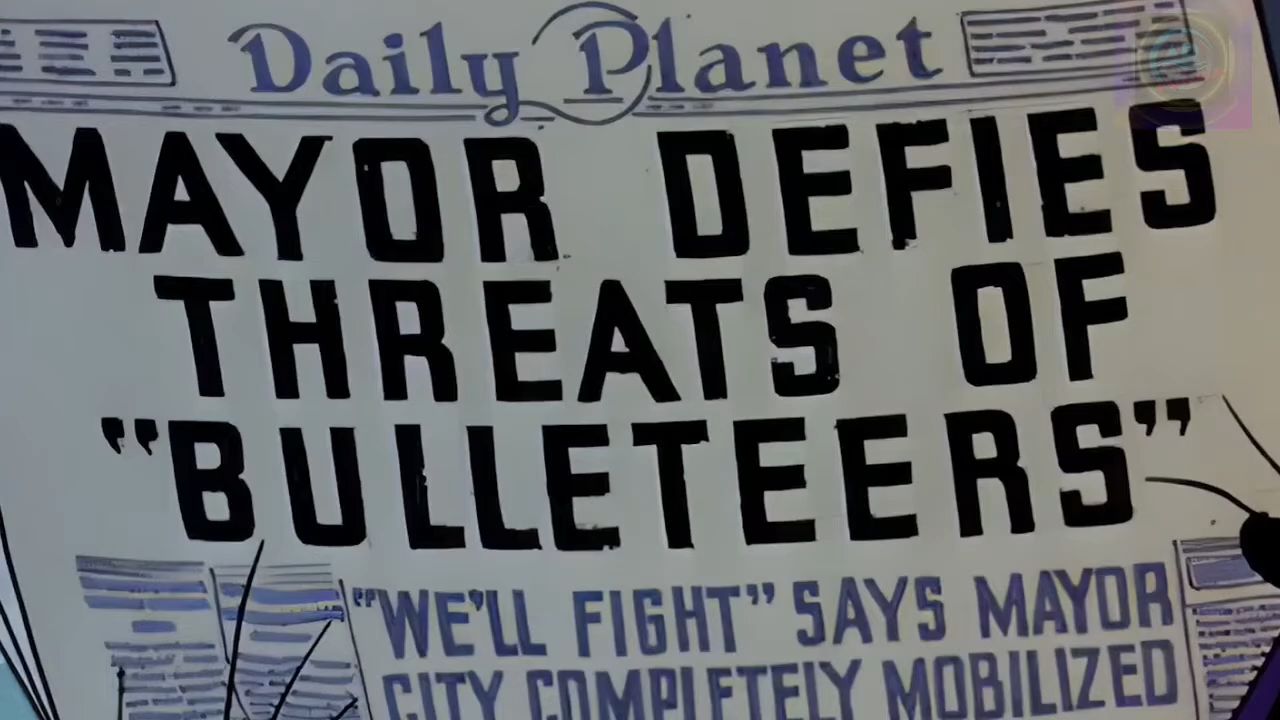 Daily Planet
MAYOR DEFIES
THREATS OF
"BULLETEERS"
"WE'LL FIGHT" SAYS MAYOR
CITY COMPLETELY MOBILIZED